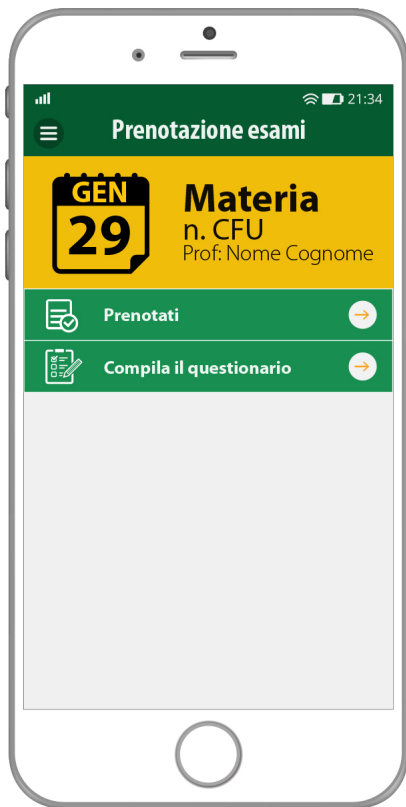 21:34
Prenotazione esami
GEN
29
Materia
n. CFU
Prof: Nome Cognome
Prenotati
Compila il questionario